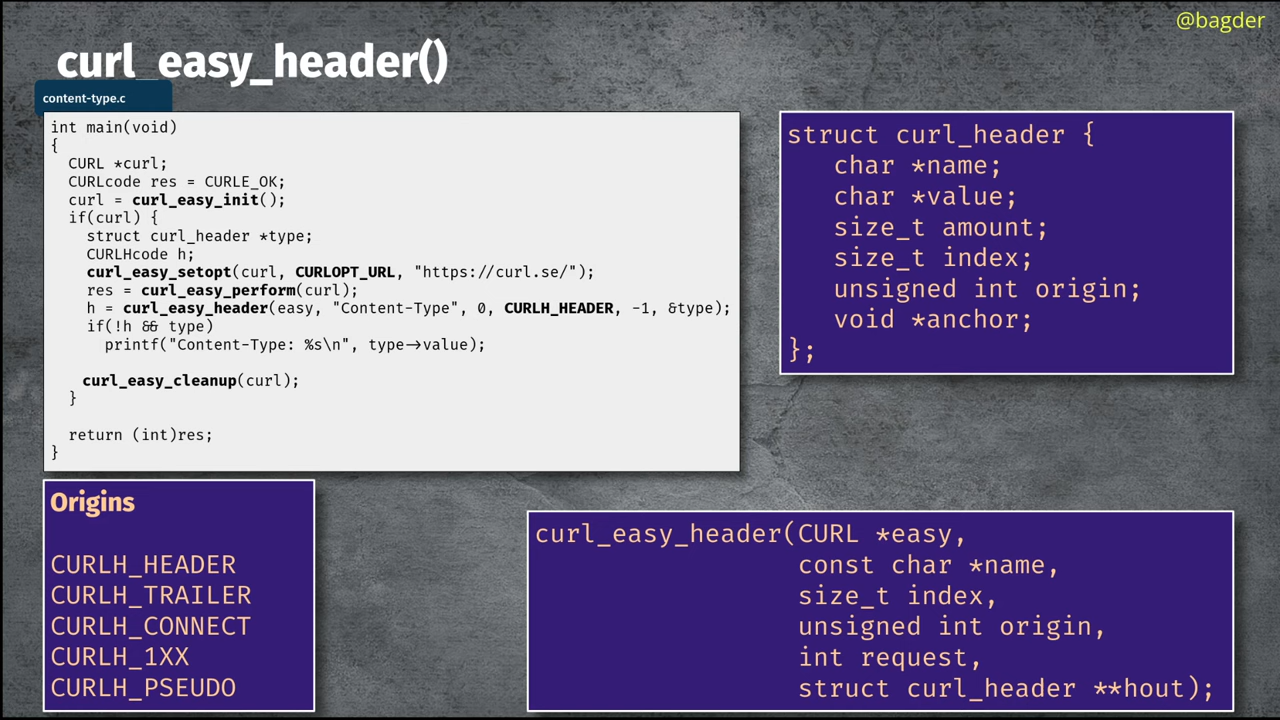 @bagder
curl_easy_header()
content-type.c
int main(void)
{
  CURL *curl;
  CURLcode res = CURLE_OK;
  curl = curl_easy_init();
  if(curl) {
    struct curl_header *type;
    CURLHcode h;
    curl_easy_setopt(curl, CURLOPT_URL, "https://curl.se/");
    res = curl_easy_perform(curl);
    h = curl_easy_header(easy, "Content-Type", 0, CURLH_HEADER, -1, &type);
    if(!h && type)
      printf("Content-Type: %s\n", type->value);
    curl_easy_cleanup(curl);
  }
  return (int)res;
}
struct curl_header {
   char *name;
   char *value;
   size_t amount;
   size_t index;
   unsigned int origin;
   void *anchor;
};
Origins
CURLH_HEADER
CURLH_TRAILER
CURLH_CONNECT
CURLH_1XX
CURLH_PSEUDO
curl_easy_header(CURL *easy,
                 const char *name,
                 size_t index,
                 unsigned int origin,
                 int request,
                 struct curl_header **hout);